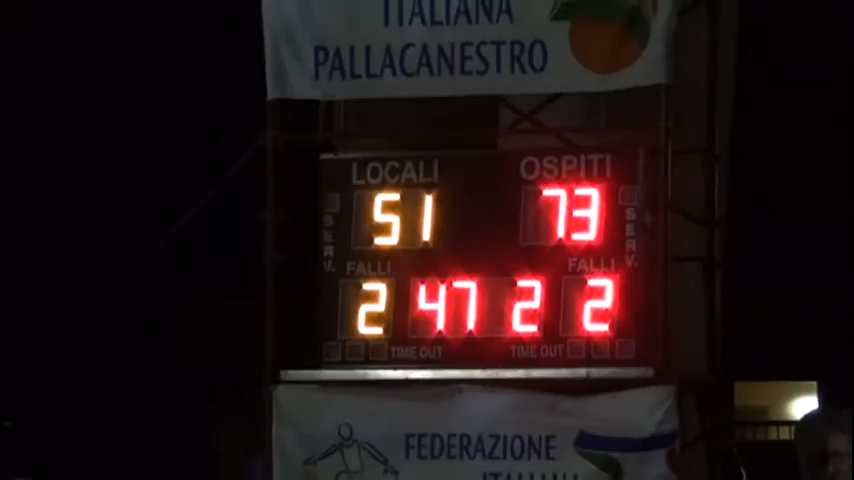 ITALIANA
PALLACANESTRO
LOCALI OSPITI
51 73
SERV. SERV.
FALLI FALLI
2 47 2 2
TIME OUT TIME OUT
FEDERAZIONE
ITALIANA